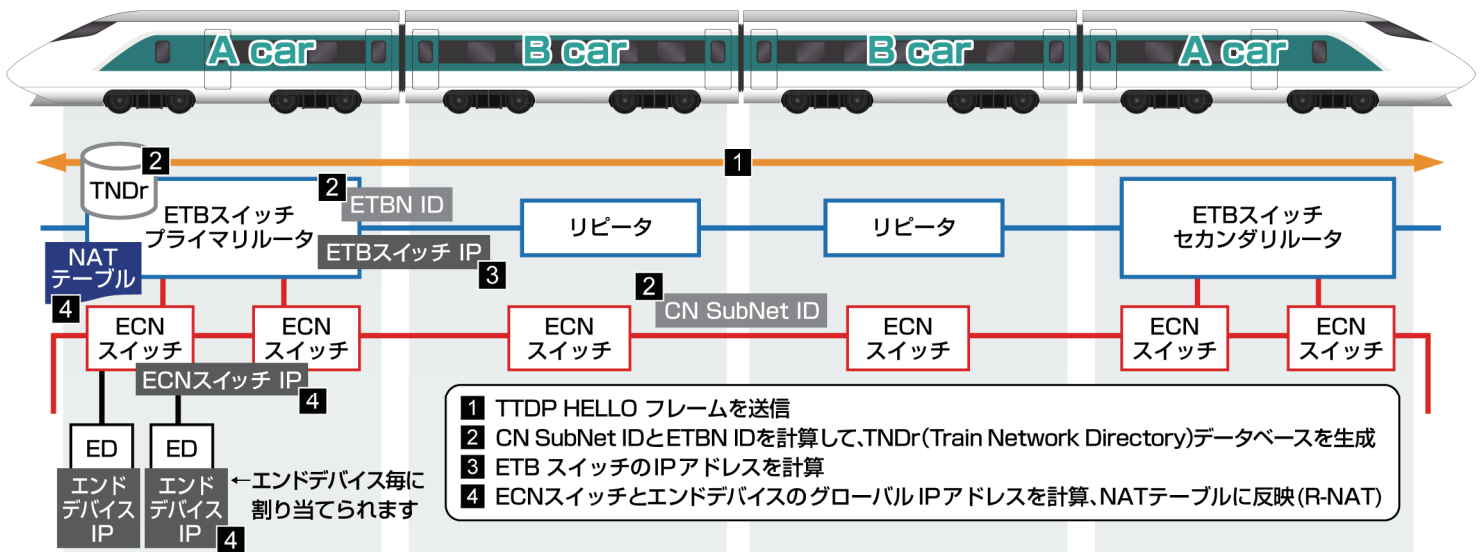 A car
B car
B car
A car
1
TNDr
2
2
ETBN ID
ETBスイッチ
プライマリルータ
ETBスイッチ IP
3
リピータ
リピータ
ETBスイッチ
セカンダリルータ
NAT
テーブル
4
2
CN SubNet ID
ECN
スイッチ
ECN
スイッチ
ECN
スイッチ
ECN
スイッチ
ECN
スイッチ
ECN
スイッチ
ECNスイッチ IP
4
ED
ED
エンド
デバイス
IP
エンド
デバイス
IP
4
←エンドデバイス毎に
割り当てられます
1 TTDP HELLO フレームを送信
2 CN SubNet IDとETBN IDを計算して、TNDr(Train Network Directory)データベースを生成
3 ETB スイッチのIPアドレスを計算
4 ECNスイッチとエンドデバイスのグローバルIPアドレスを計算、NATテーブルに反映(R-NAT)